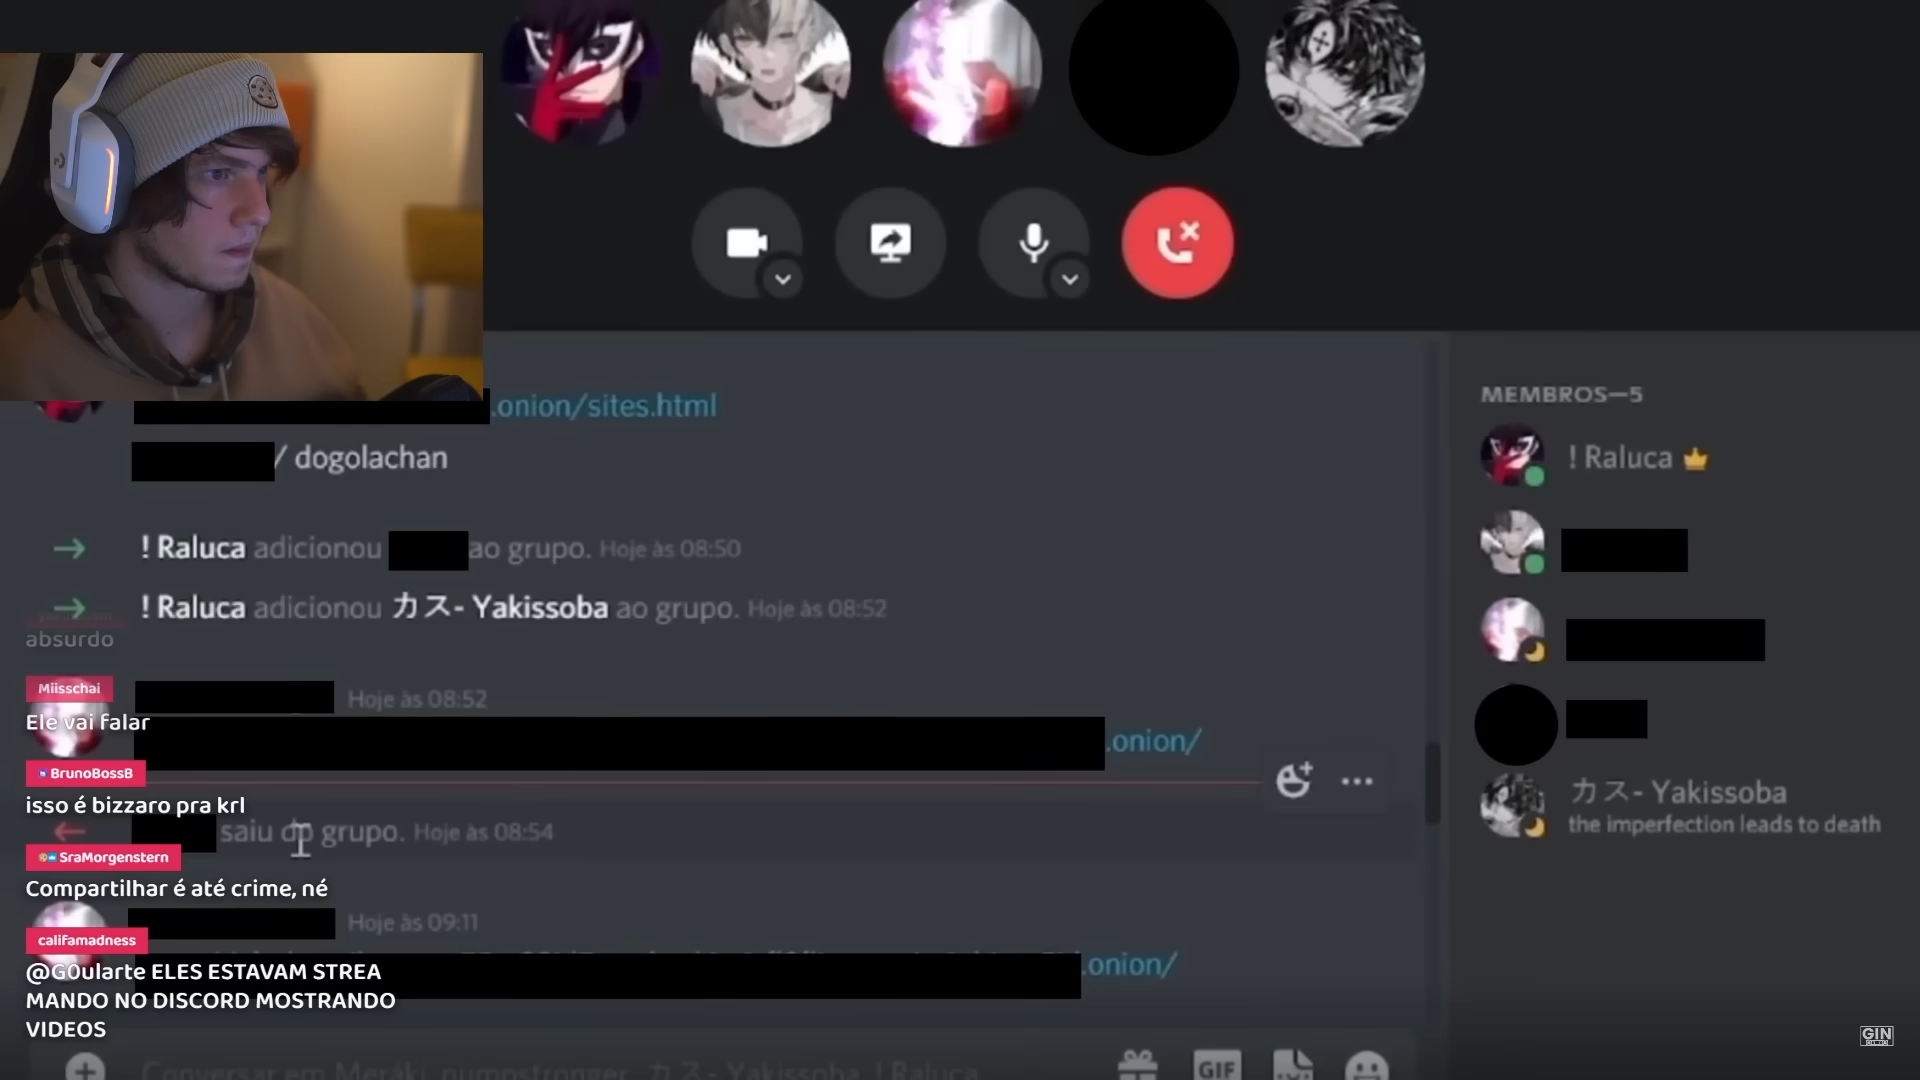 .onion/sites.html
/ dogolachan
! Raluca adicionou ao grupo. Hoje às 08:50
! Raluca adicionou カス- Yakissoba ao grupo. Hoje às 08:52
absurdo
Miisschai
Hoje às 08:52
Ele vai falar
.onion/
BrunoBossB
isso é bizzaro pra krl
saiu do grupo. Hoje às 08:54
SraMorgenstern
Compartilhar é até crime, né
Hoje às 09:11
califamadness
@G0ularte ELES ESTAVAM STREA
MANDO NO DISCORD MOSTRANDO
VIDEOS
.onion/
Conversar em Meráki, pumpstronger, カス- Yakissoba, ! Raluca
GIF
MEMBROS—5
! Raluca
カス- Yakissoba
the imperfection leads to death
GIN